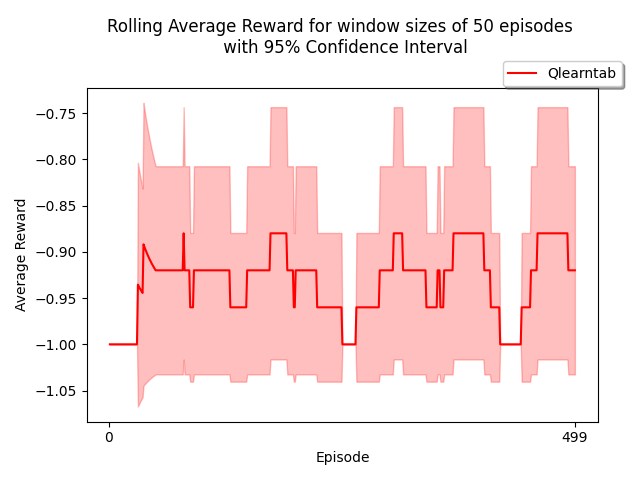 Rolling Average Reward for window sizes of 50 episodes
with 95% Confidence Interval
Qlearntab
−0.75
−0.80
−0.85
−0.90
−0.95
−1.00
−1.05
Average Reward
0
499
Episode